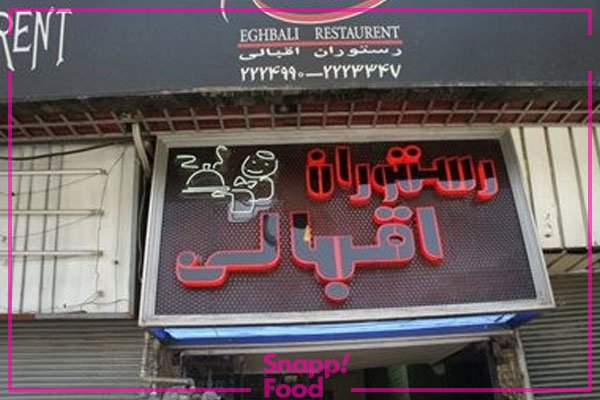 RENT
EGHBALI RESTAURENT
رستوران اقبالی
۲۲۲۴۹۹۰-۲۲۲۳۳۴۷
رستوران
اقبالی
Snapp!
Food